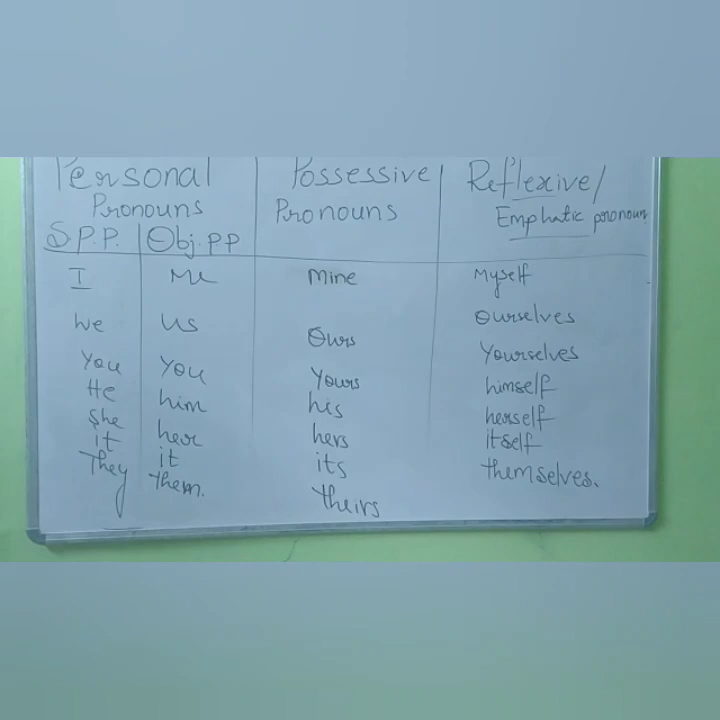 Personal Possessive Reflexive/
Pronouns Pronouns Emphatic pronoun
S P.P. Obj. P.P
I Me Mine Myself
We us Ours Ourselves
You You Yours Yourselves
He him his himself
She her hers herself
it it its itself
They Them. theirs themselves.